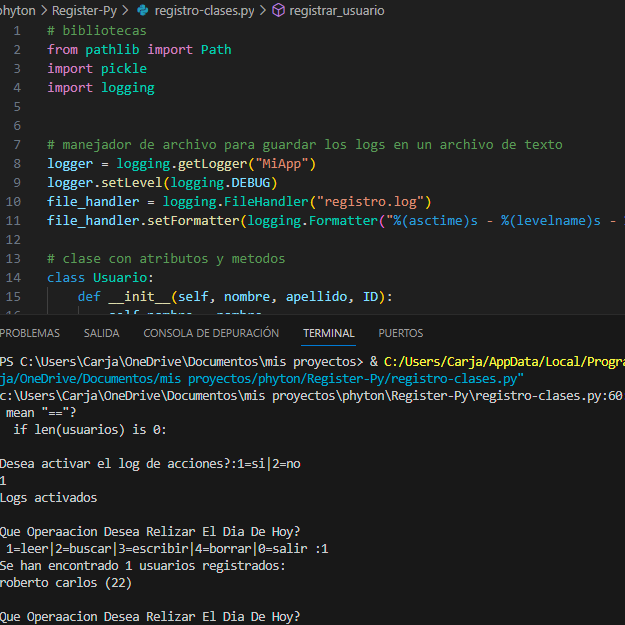 phyton > Register-Py > registro-clases.py > registrar_usuario
1 # bibliotecas
2 from pathlib import Path
3 import pickle
4 import logging
5
6
7 # manejador de archivo para guardar los logs en un archivo de texto
8 logger = logging.getLogger("MiApp")
9 logger.setLevel(logging.DEBUG)
10 file_handler = logging.FileHandler("registro.log")
11 file_handler.setFormatter(logging.Formatter("%(asctime)s - %(levelname)s -
12
13 # clase con atributos y metodos
14 class Usuario:
15 def __init__(self, nombre, apellido, ID):
PROBLEMAS SALIDA CONSOLA DE DEPURACIÓN TERMINAL PUERTOS
PS C:\Users\Carja\OneDrive\Documentos\mis proyectos> & C:/Users/Carja/AppData/Local/Progra
ja/OneDrive/Documentos/mis proyectos/phyton/Register-Py/registro-clases.py"
c:\Users\Carja\OneDrive\Documentos\mis proyectos\phyton\Register-Py\registro-clases.py:60
mean "=="?
if len(usuarios) is 0:
Desea activar el log de acciones?:1=si|2=no
1
Logs activados
Que Operaacion Desea Relizar El Dia De Hoy?
1=leer|2=buscar|3=escribir|4=borrar|0=salir :1
Se han encontrado 1 usuarios registrados:
roberto carlos (22)
Que Operaacion Desea Relizar El Dia De Hoy?